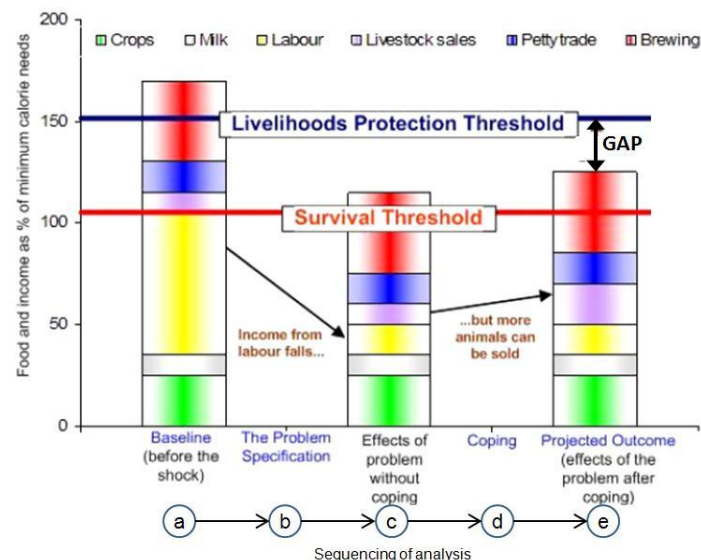 200
Crops Milk Labour Livestock sales Petty trade Brewing
150
Livelihoods Protection Threshold
GAP
100
Survival Threshold
50
Income from
labour falls...
...but more
animals can
be sold
0
Food and income as % of minimum calorie needs
Baseline
(before the
shock)
The Problem
Specification
Effects of
problem
without
coping
Coping
Projected Outcome
(effects of the
problem after
coping)
a b c d e
Sequencing of analysis